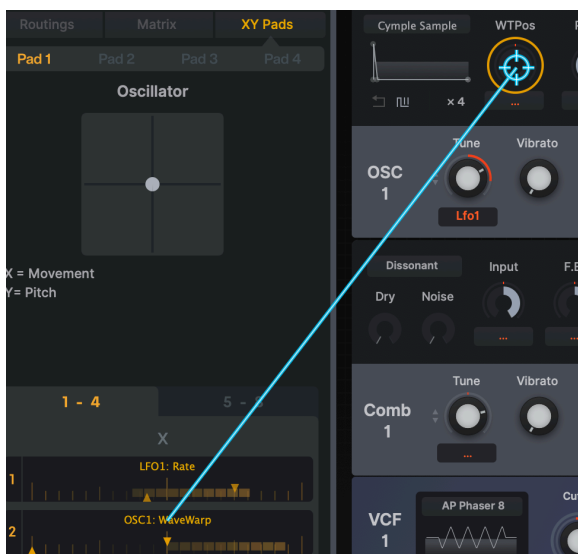 Routings Matrix XY Pads
Pad 1 Pad 2 Pad 3 Pad 4
Oscillator
X = Movement
Y= Pitch
1 - 4
X
1
LFO1: Rate
2
OSC1: WaveWarp
Cymple Sample WTPos
× 4 ...
OSC
1
Tune Vibrato
Lfo1
Dissonant Input
Dry Noise
... ...
Comb
1
Tune Vibrato
...
VCF
1
AP Phaser 8